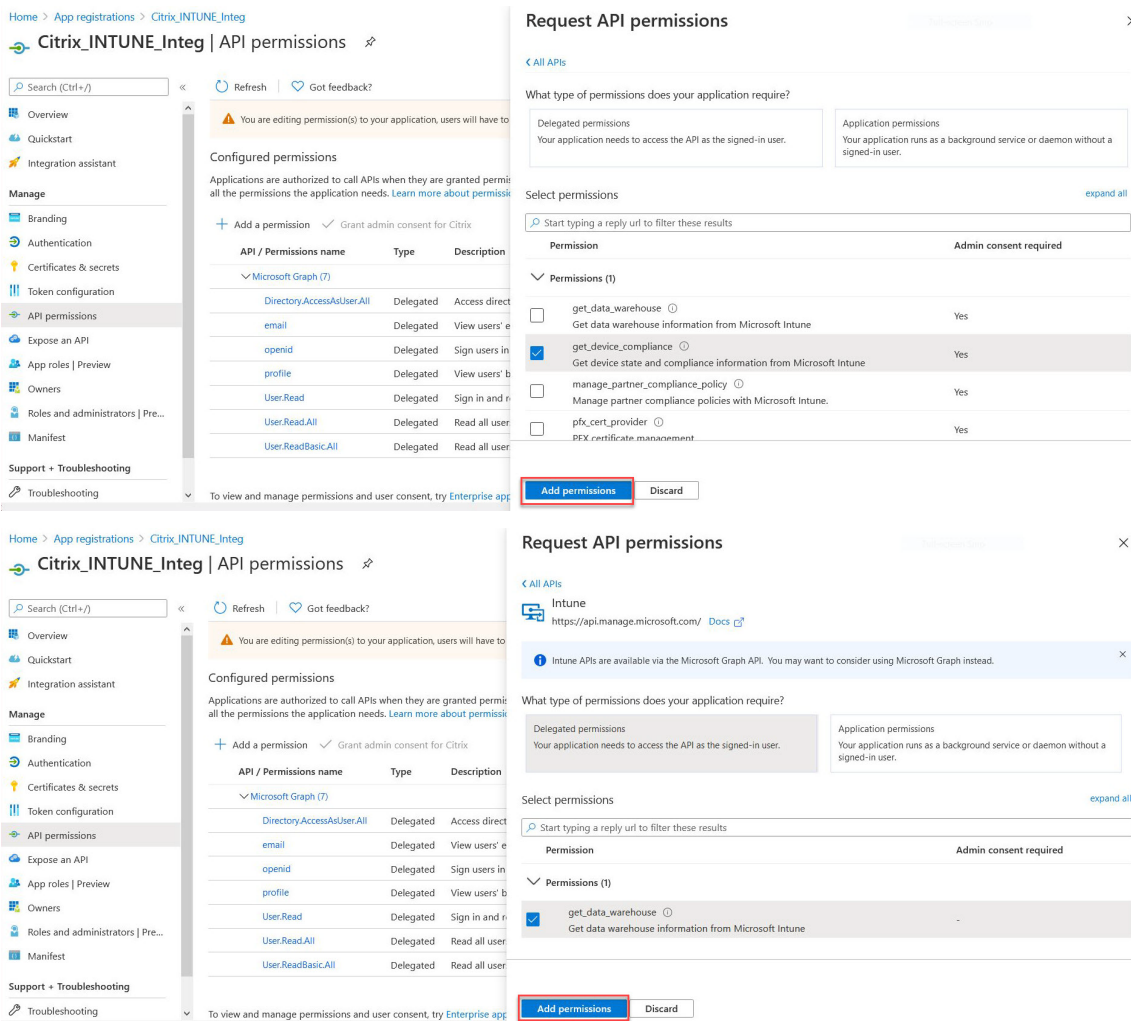 Home > App registrations > Citrix_INTUNE_Integ
Citrix_INTUNE_Integ | API permissions
Search (Ctrl+/)
«
Overview
Quickstart
Integration assistant
Manage
Branding
Authentication
Certificates & secrets
Token configuration
API permissions
Expose an API
App roles | Preview
Owners
Roles and administrators | Pre...
Manifest
Support + Troubleshooting
Troubleshooting
Refresh
Got feedback?
You are editing permission(s) to your application, users will have to
Configured permissions
Applications are authorized to call APIs when they are granted permis
all the permissions the application needs. Learn more about permissio
Add a permission
Grant admin consent for Citrix
API / Permissions name Type Description
Microsoft Graph (7)
Directory.AccessAsUser.All Delegated Access direct
email Delegated View users' e
openid Delegated Sign users in
profile Delegated View users' b
User.Read Delegated Sign in and r
User.Read.All Delegated Read all user
User.ReadBasic.All Delegated Read all user
To view and manage permissions and user consent, try Enterprise app
Request API permissions
All APIs
What type of permissions does your application require?
Delegated permissions
Your application needs to access the API as the signed-in user.
Application permissions
Your application runs as a background service or daemon without a
signed-in user.
Select permissions
expand all
Start typing a reply url to filter these results
Permission Admin consent required
Permissions (1)
get_data_warehouse
Get data warehouse information from Microsoft Intune
Yes
get_device_compliance
Get device state and compliance information from Microsoft Intune
Yes
manage_partner_compliance_policy
Manage partner compliance policies with Microsoft Intune.
Yes
pfx_cert_provider
PFX certificate management
Yes
Add permissions
Discard
Home > App registrations > Citrix_INTUNE_Integ
Citrix_INTUNE_Integ | API permissions
Search (Ctrl+/)
«
Overview
Quickstart
Integration assistant
Manage
Branding
Authentication
Certificates & secrets
Token configuration
API permissions
Expose an API
App roles | Preview
Owners
Roles and administrators | Pre...
Manifest
Support + Troubleshooting
Troubleshooting
Refresh
Got feedback?
You are editing permission(s) to your application, users will have to
Configured permissions
Applications are authorized to call APIs when they are granted permis
all the permissions the application needs. Learn more about permissio
Add a permission
Grant admin consent for Citrix
API / Permissions name Type Description
Microsoft Graph (7)
Directory.AccessAsUser.All Delegated Access direct
email Delegated View users' e
openid Delegated Sign users in
profile Delegated View users' b
User.Read Delegated Sign in and r
User.Read.All Delegated Read all user
User.ReadBasic.All Delegated Read all user
To view and manage permissions and user consent, try Enterprise app
Request API permissions
All APIs
Intune
https://api.manage.microsoft.com/ Docs
Intune APIs are available via the Microsoft Graph API. You may want to consider using Microsoft Graph instead.
What type of permissions does your application require?
Delegated permissions
Your application needs to access the API as the signed-in user.
Application permissions
Your application runs as a background service or daemon without a
signed-in user.
Select permissions
expand all
Start typing a reply url to filter these results
Permission Admin consent required
Permissions (1)
get_data_warehouse
Get data warehouse information from Microsoft Intune
-
Add permissions
Discard